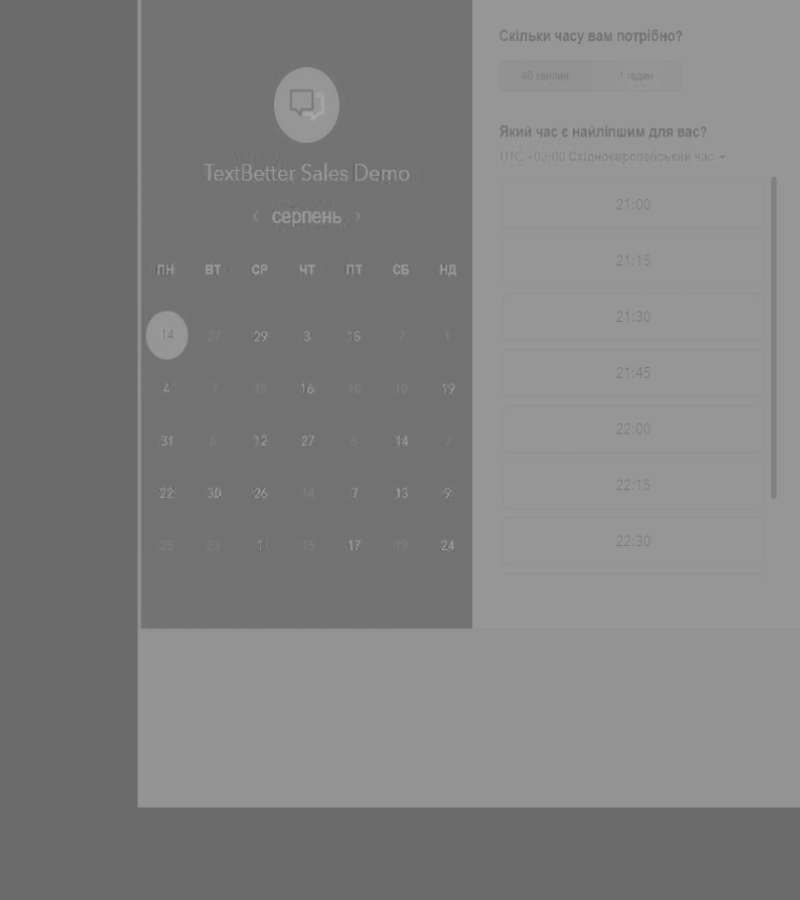 TextBetter Sales Demo
‹ серпень ›
ПН ВТ СР ЧТ ПТ СБ НД
14 27 29 3 15 7 1
4 7 19 16 10 10 19
31 6 12 27 6 14 7
22 30 26 14 7 13 9
25 23 1 15 17 19 24
Скільки часу вам потрібно?
40 хвилин 1 годин
Який час є найліпшим для вас?
UTC +03:00 Східноєвропейський час
21:00
21:15
21:30
21:45
22:00
22:15
22:30